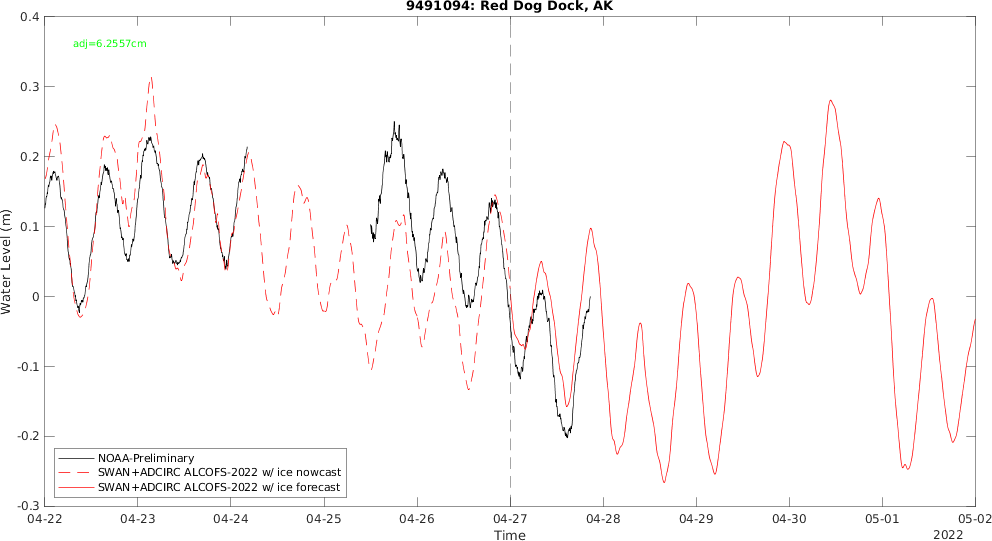 9491094: Red Dog Dock, AK
adj=6.2557cm
Water Level (m)
0.4
0.3
0.2
0.1
0
-0.1
-0.2
-0.3
NOAA-Preliminary
SWAN+ADCIRC ALCOFS-2022 w/ ice nowcast
SWAN+ADCIRC ALCOFS-2022 w/ ice forecast
04-22 04-23 04-24 04-25 04-26 04-27 04-28 04-29 04-30 05-01 05-02
Time
2022